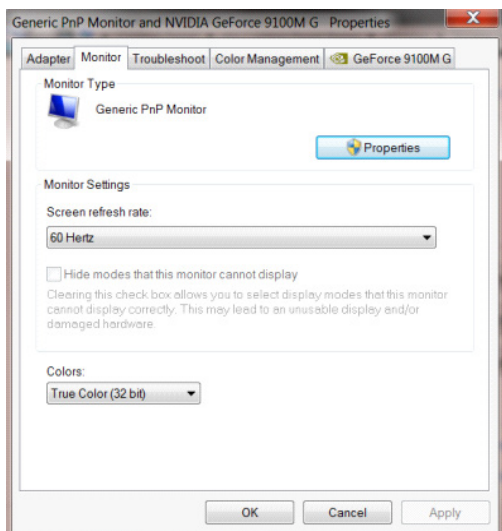 Generic PnP Monitor and NVIDIA GeForce 9100M G Properties
Adapter Monitor Troubleshoot Color Management GeForce 9100M G
Monitor Type
Generic PnP Monitor
Properties
Monitor Settings
Screen refresh rate:
60 Hertz
Hide modes that this monitor cannot display
Clearing this check box allows you to select display modes that this monitor
cannot display correctly. This may lead to an unusable display and/or
damaged hardware.
Colors:
True Color (32 bit)
OK Cancel Apply